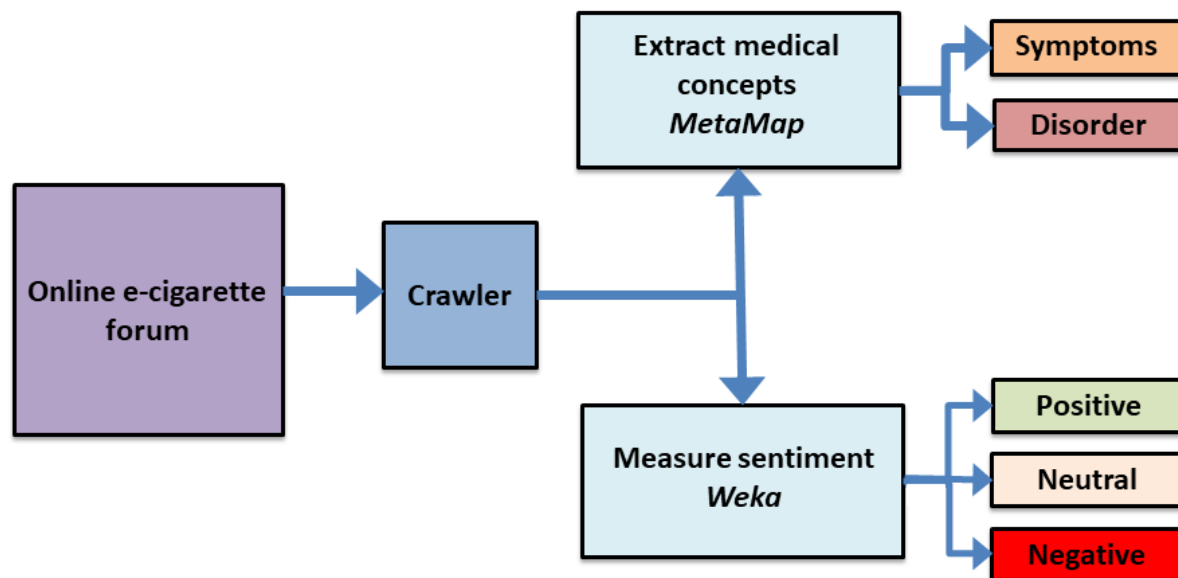 Online e-cigarette
forum
Crawler
Extract medical
concepts
MetaMap
Symptoms
Disorder
Measure sentiment
Weka
Positive
Neutral
Negative